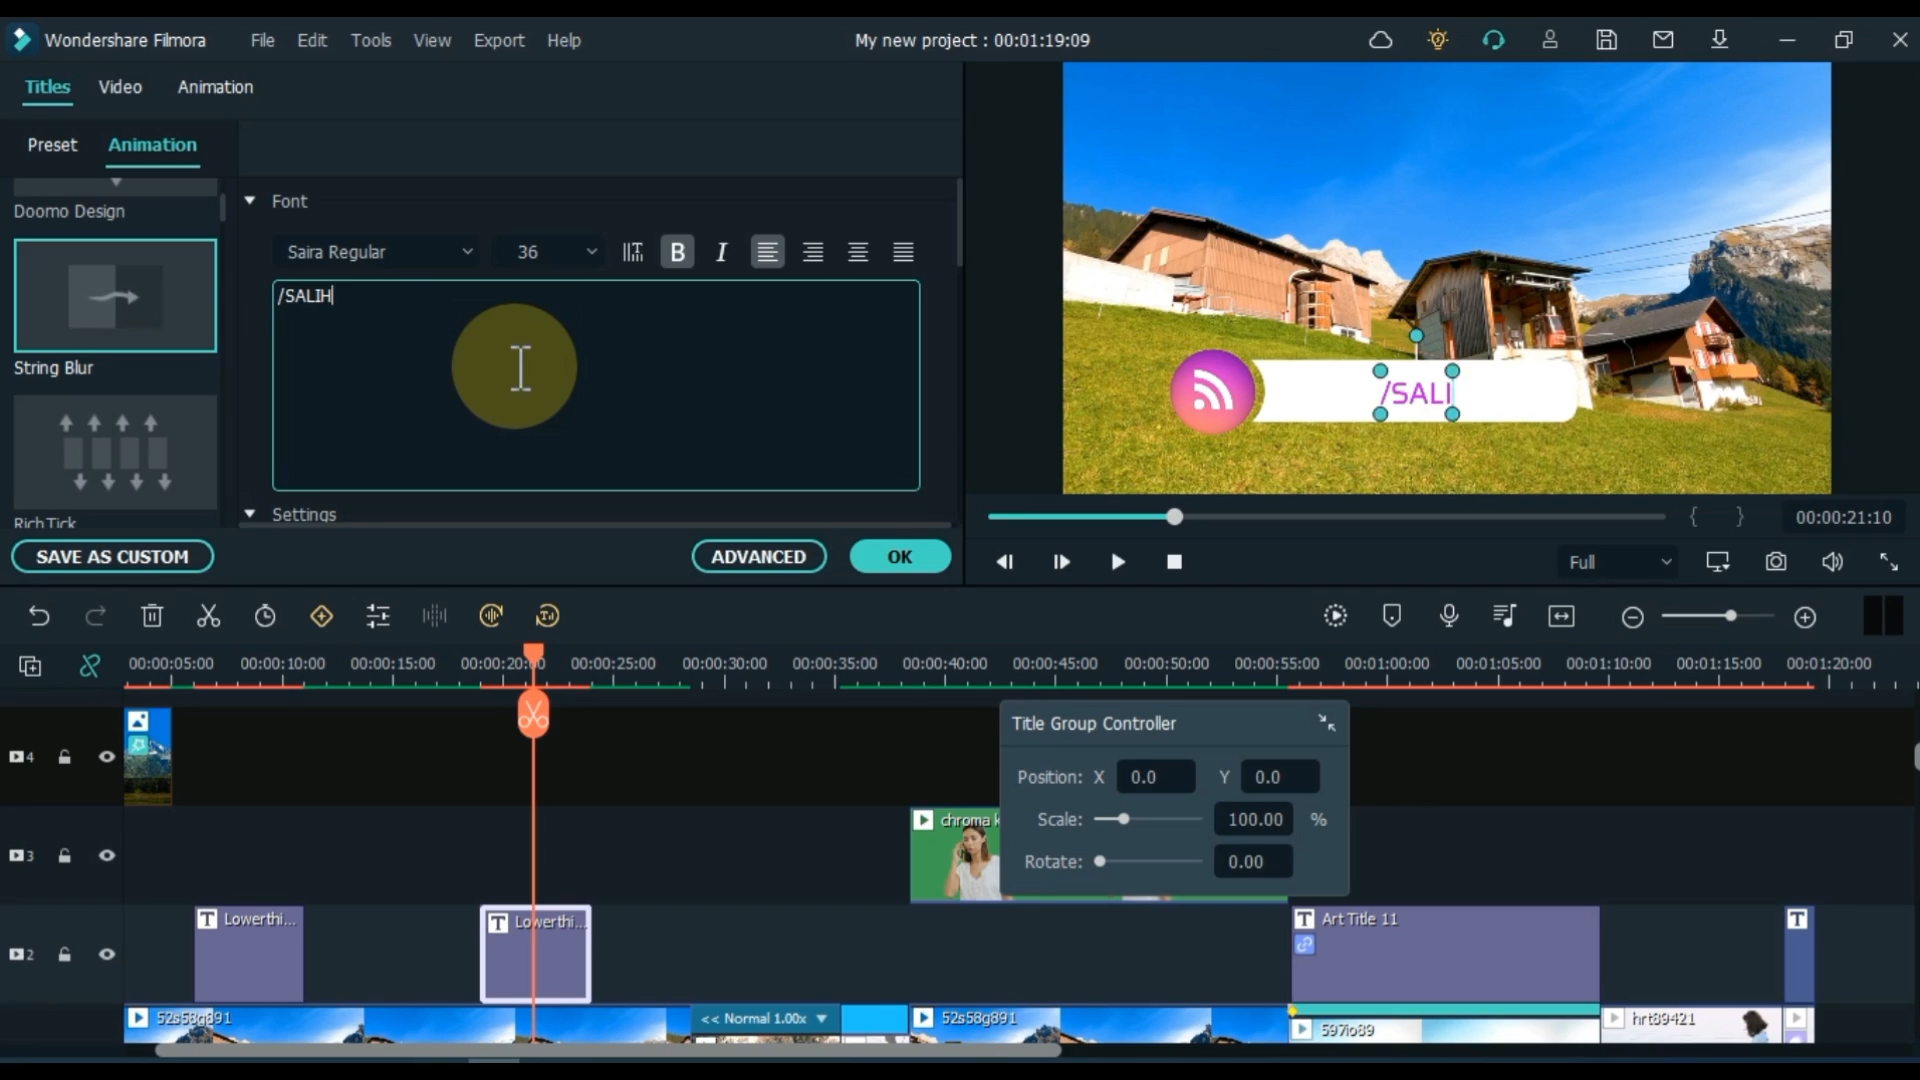 Wondershare Filmora File Edit Tools View Export Help My new project : 00:01:19:09
Titles Video Animation
Preset Animation
Doomo Design
String Blur
RichTick
Font
Saira Regular 36 B I
/SALIH
Settings
SAVE AS CUSTOM ADVANCED OK
/SALI
{ } 00:00:21:10
Full
00:00:05:00 00:00:10:00 00:00:15:00 00:00:20:00 00:00:25:00 00:00:30:00 00:00:35:00 00:00:40:00 00:00:45:00 00:00:50:00 00:00:55:00 00:01:00:00 00:01:05:00 00:01:10:00 00:01:15:00 00:01:20:00
Title Group Controller
Position: X 0.0 Y 0.0
Scale: 100.00 %
Rotate: 0.00
4
3 chroma k
2 T Lowerthi... T Lowerthi... T Art Title 11 T
52s58g891 << Normal 1.00x 52s58g891 597io89 hrt89421